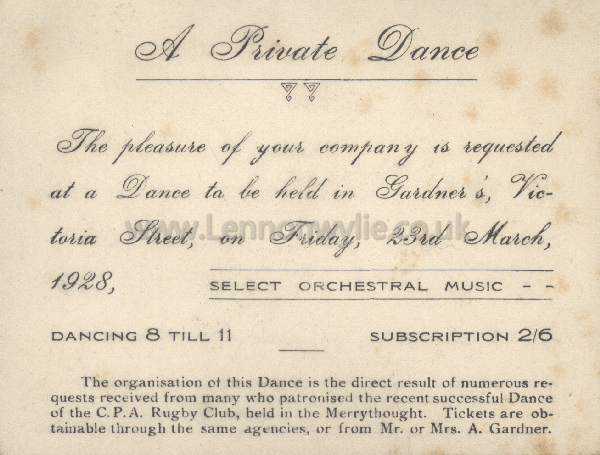 A Private Dance
The pleasure of your company is requested
at a Dance to be held in Gardner's, Vic-
toria Street, on Friday, 23rd March,
www.Lennonwylie.co.uk
1928,
SELECT ORCHESTRAL MUSIC - -
DANCING 8 TILL 11
SUBSCRIPTION 2/6
The organisation of this Dance is the direct result of numerous re-
quests received from many who patronised the recent successful Dance
of the C.P.A. Rugby Club, held in the Merrythought. Tickets are ob-
tainable through the same agencies, or from Mr. or Mrs. A. Gardner.